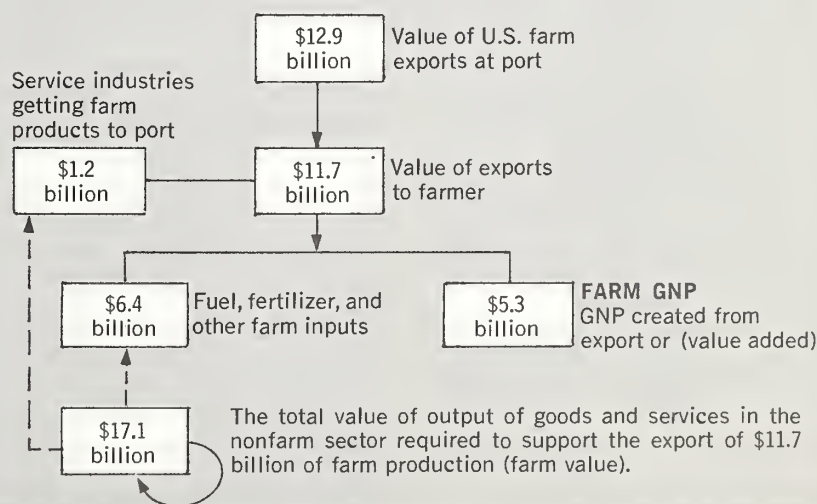 $12.9
billion
Value of U.S. farm
exports at port
Service industries
getting farm
products to port
$1.2
billion
$11.7
billion
Value of exports
to farmer
$6.4
billion
Fuel, fertilizer, and
other farm inputs
$5.3
billion
FARM GNP
GNP created from
export or (value added)
$17.1
billion
The total value of output of goods and services in the
nonfarm sector required to support the export of $11.7
billion of farm production (farm value).